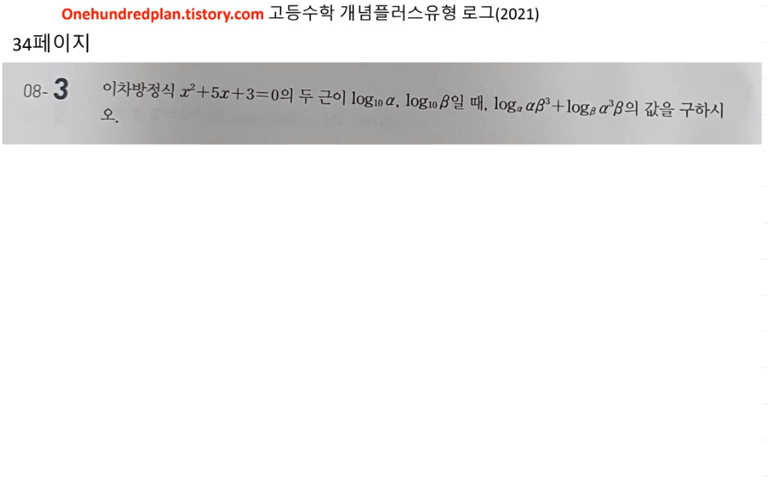 Onehundredplan.tistory.com 고등수학 개념플러스유형 로그(2021)
34페이지
08-3 이차방정식 x²+5x+3=0의 두 근이 log₁₀ α, log₁₀ β일 때, log_α αβ³+log_β α³β의 값을 구하시
오.